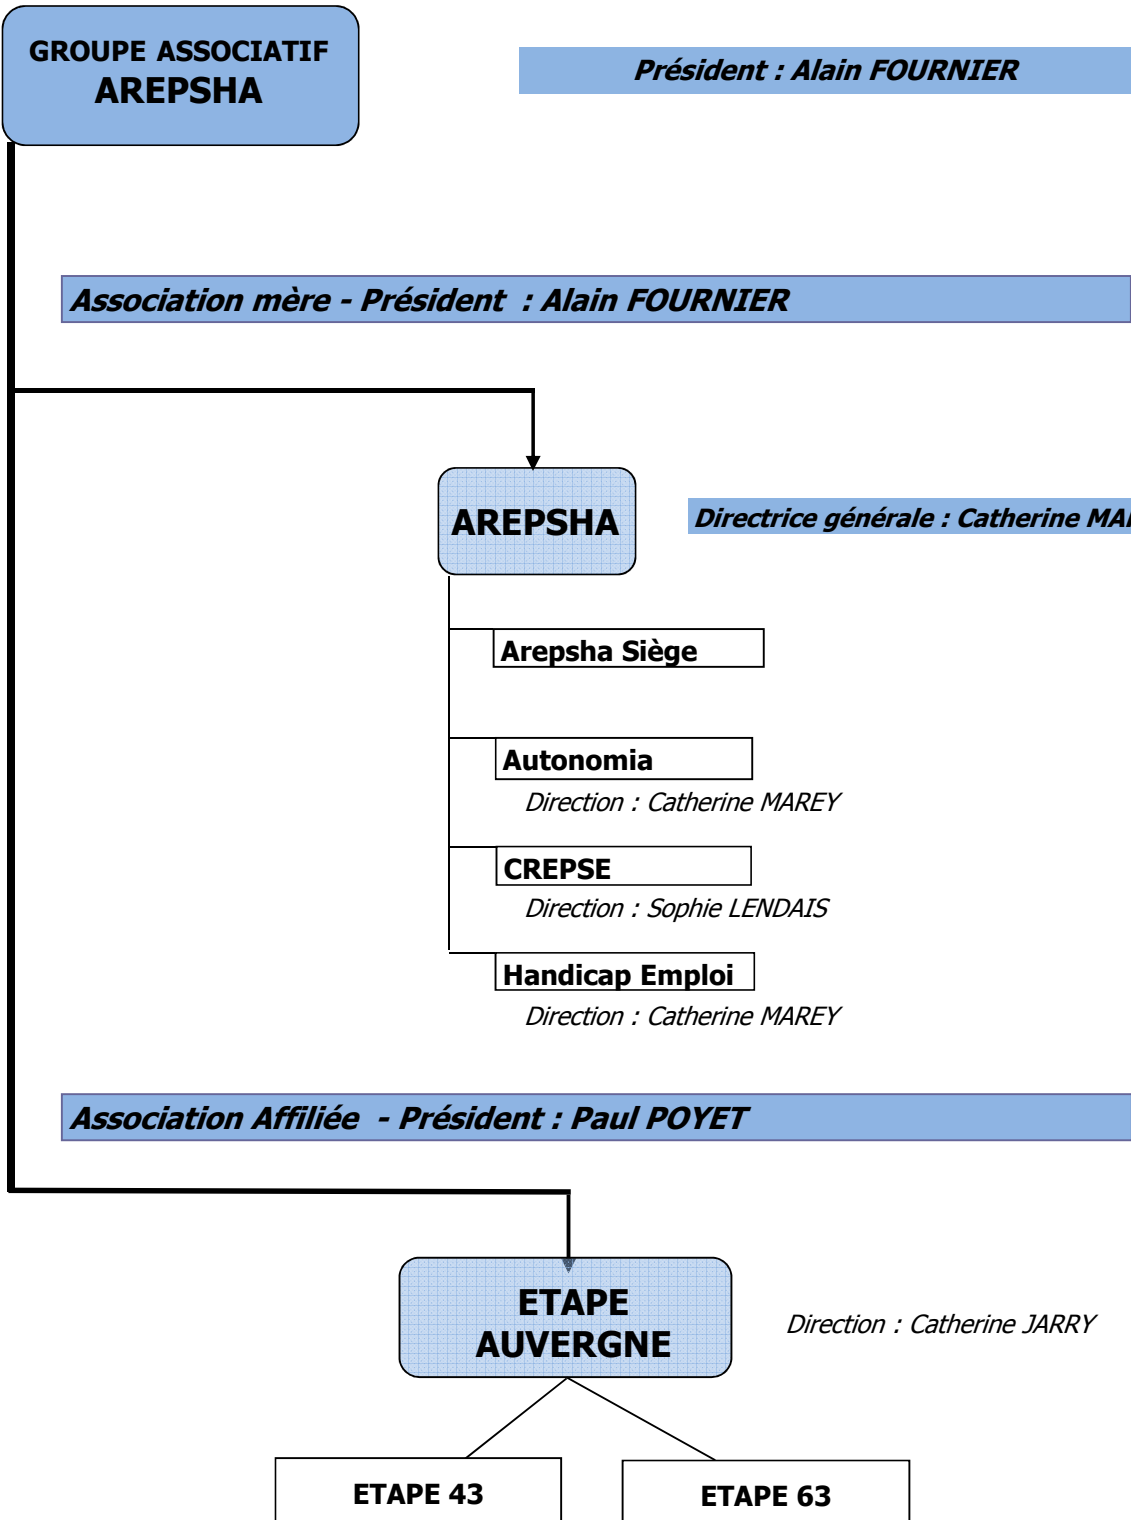 GROUPE ASSOCIATIF
AREPSHA
Président : Alain FOURNIER
Association mère - Président : Alain FOURNIER
AREPSHA
Directrice générale : Catherine
Arepsha Siège
Autonomia
Direction : Catherine MAREY
CREPSE
Direction : Sophie LENDAIS
Handicap Emploi
Direction : Catherine MAREY
Association Affiliée - Président : Paul POYET
ETAPE
AUVERGNE
Direction : Catherine JARRY
ETAPE 43
ETAPE 63